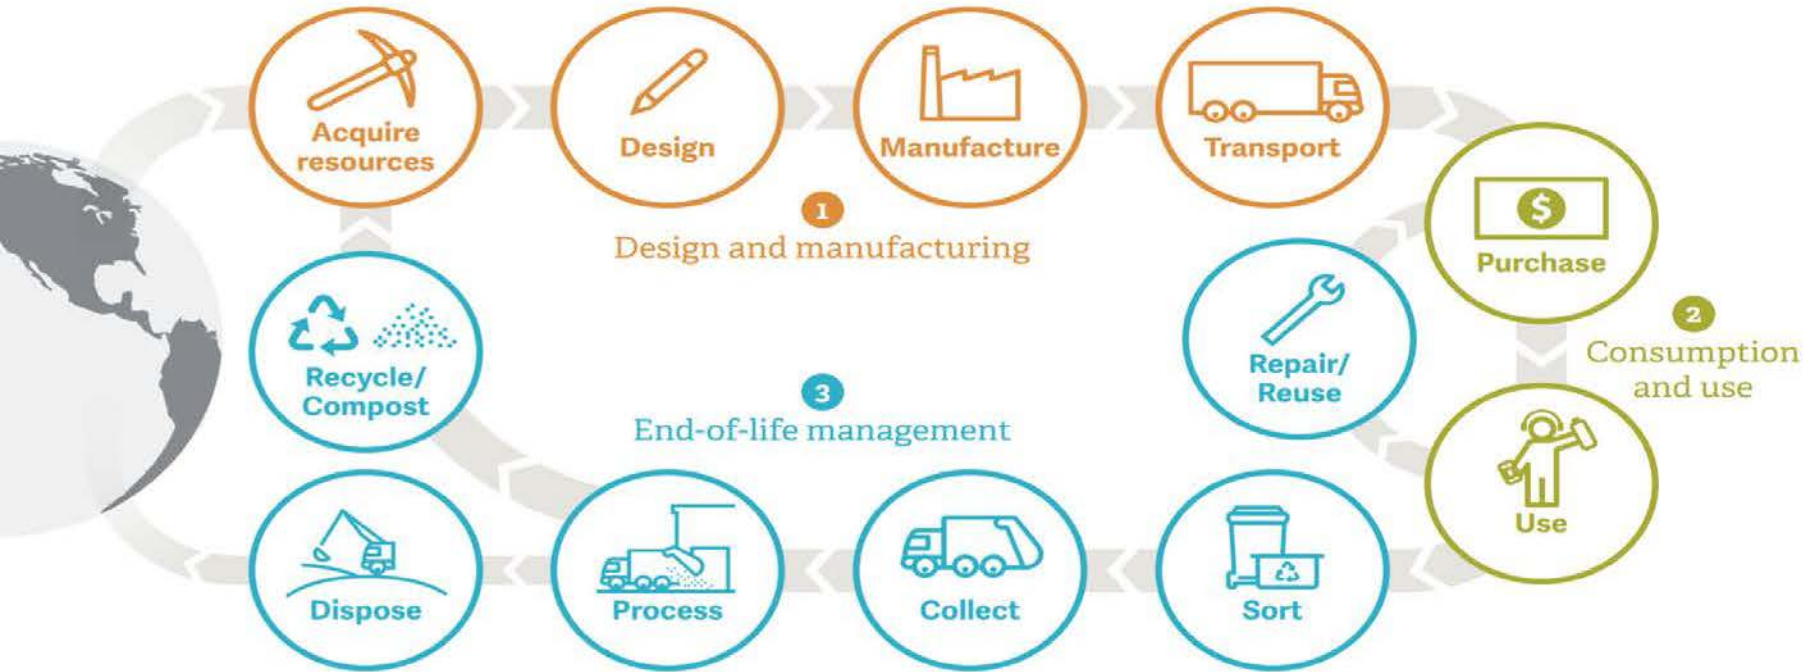 Acquire
resources
Design
Manufacture
Transport
1
Design and manufacturing
$
Purchase
2
Consumption
and use
Use
Repair/
Reuse
3
End-of-life management
Sort
Collect
Process
Recycle/
Compost
Dispose